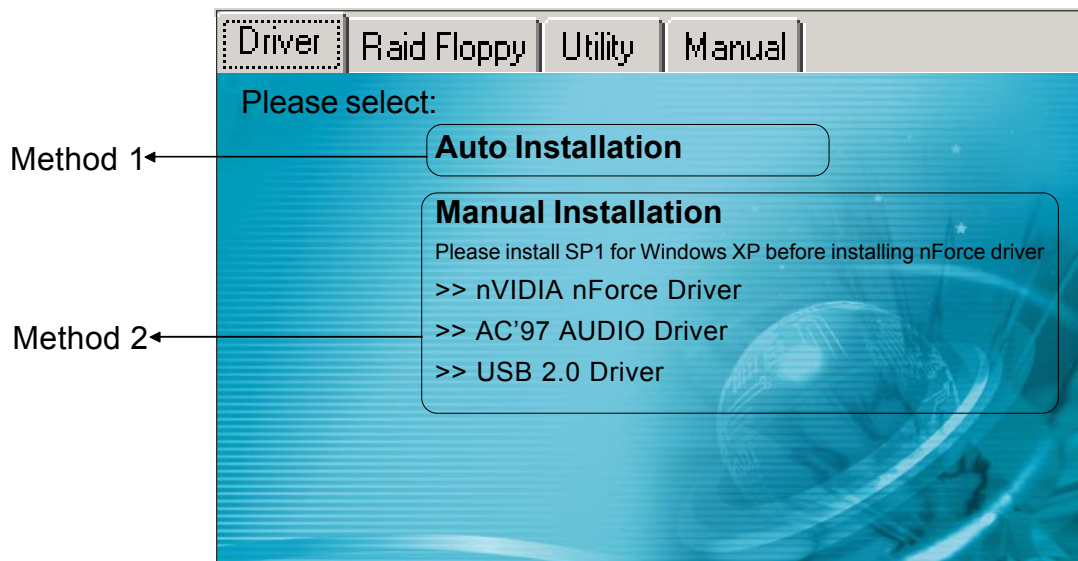 Driver Raid Floppy Utility Manual
Please select:
Method 1
Auto Installation
Manual Installation
Please install SP1 for Windows XP before installing nForce driver
>> nVIDIA nForce Driver
Method 2
>> AC’97 AUDIO Driver
>> USB 2.0 Driver